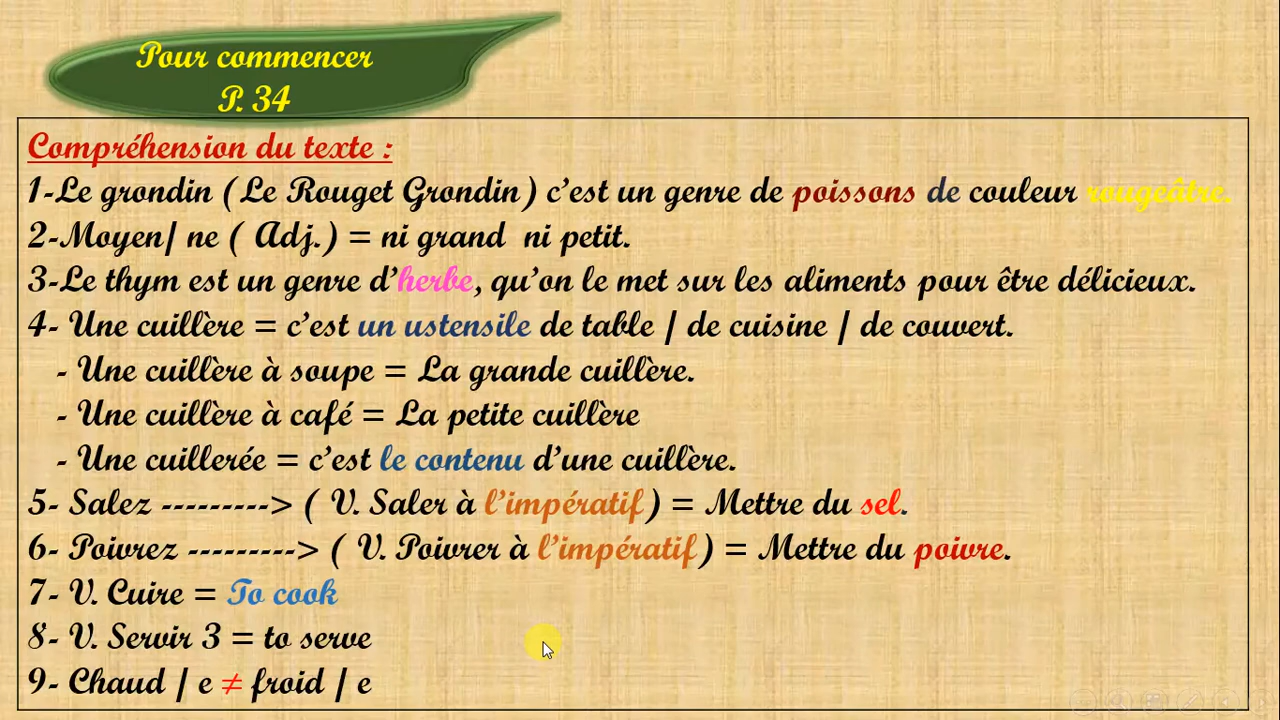 Pour commencer
P. 34
Compréhension du texte :
1-Le grondin ( Le Rouget Grondin ) c’est un genre de poissons de couleur rougeâtre.
2-Moyen/ ne ( Adj.) = ni grand ni petit.
3-Le thym est un genre d’herbe, qu’on le met sur les aliments pour être délicieux.
4- Une cuillère = c’est un ustensile de table / de cuisine / de couvert.
- Une cuillère à soupe = La grande cuillère.
- Une cuillère à café = La petite cuillère
- Une cuillerée = c’est le contenu d’une cuillère.
5- Salez ---------> ( V. Saler à l’impératif ) = Mettre du sel.
6- Poivrez ---------> ( V. Poivrer à l’impératif ) = Mettre du poivre.
7- V. Cuire = To cook
8- V. Servir 3 = to serve
9- Chaud / e ≠ froid / e